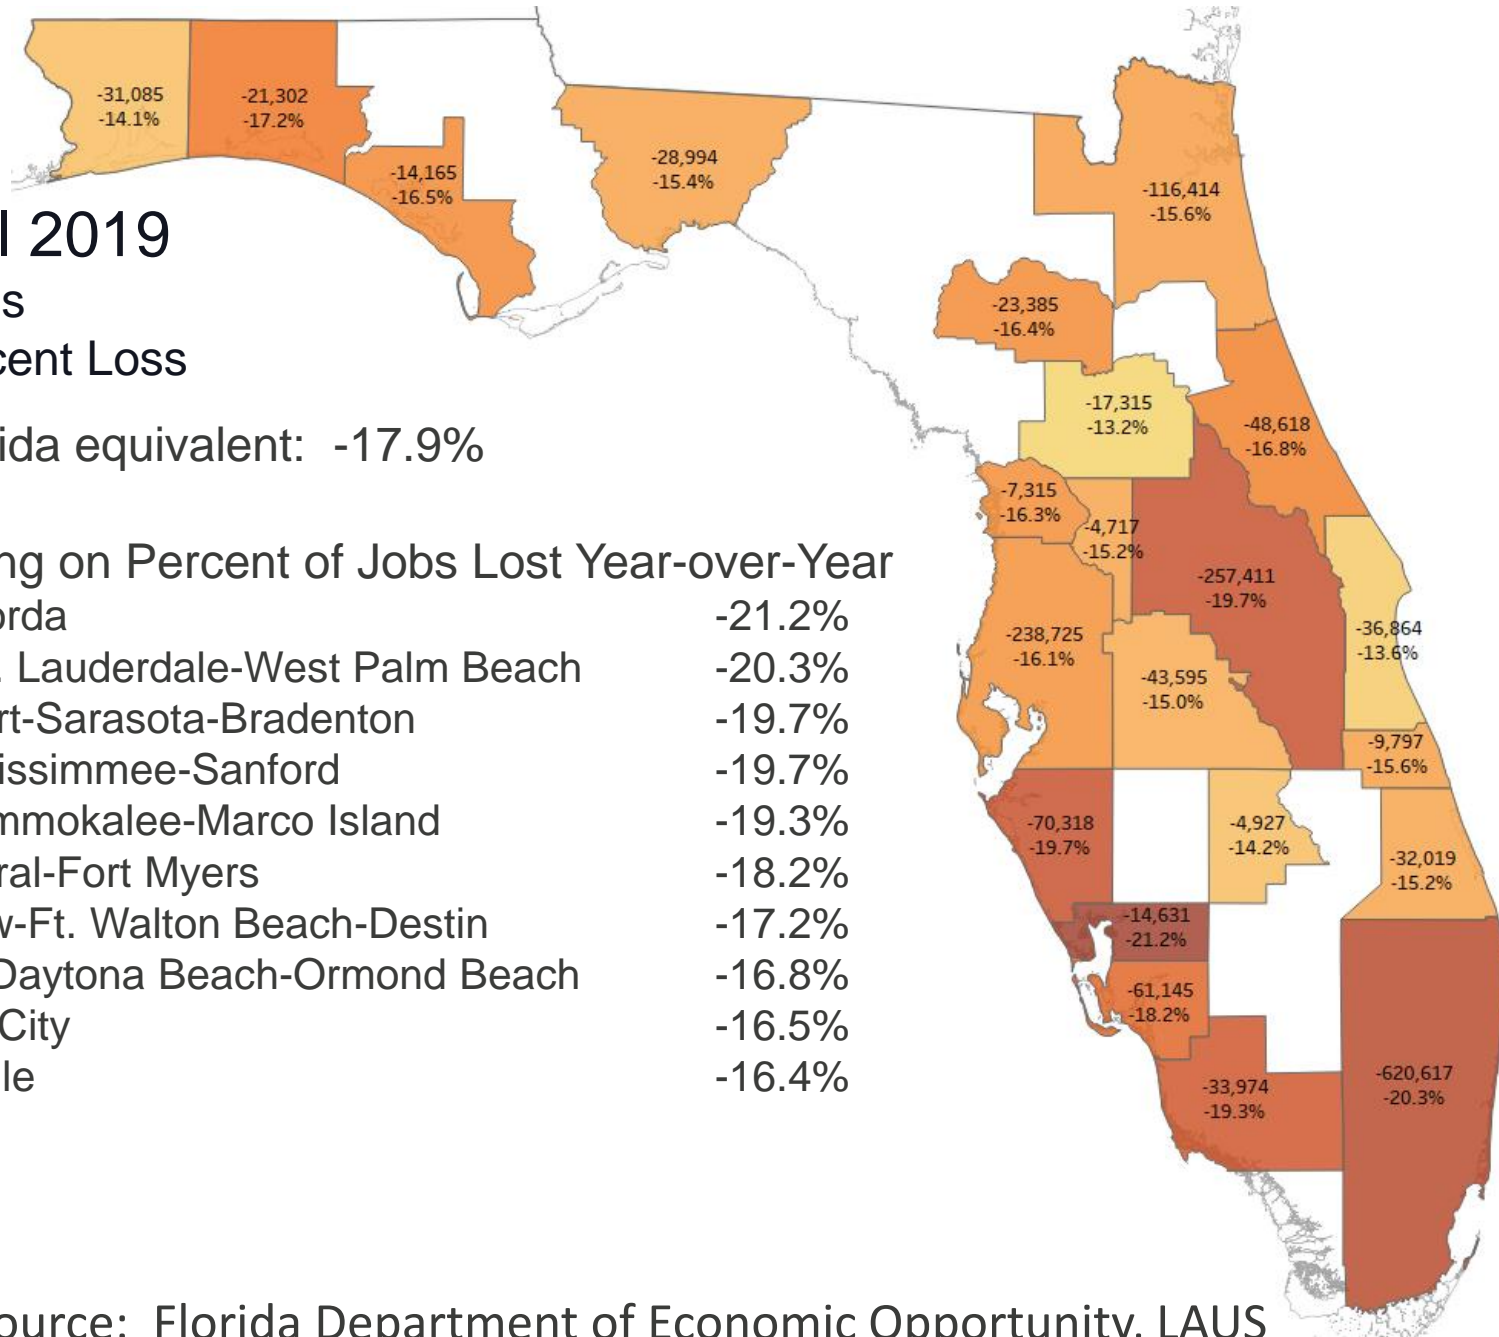 -31,085
-14.1%
-21,302
-17.2%
-14,165
-16.5%
-28,994
-15.4%
-116,414
-15.6%
-23,385
-16.4%
-17,315
-13.2%
-48,618
-16.8%
-7,315
-16.3%
-4,717
-15.2%
-257,411
-19.7%
-36,864
-13.6%
-238,725
-16.1%
-43,595
-15.0%
-9,797
-15.6%
-70,318
-19.7%
-4,927
-14.2%
-32,019
-15.2%
-14,631
-21.2%
-61,145
-18.2%
-33,974
-19.3%
-620,617
-20.3%
l 2019
s
cent Loss
ida equivalent: -17.9%
ng on Percent of Jobs Lost Year-over-Year
orda -21.2%
. Lauderdale-West Palm Beach -20.3%
rt-Sarasota-Bradenton -19.7%
issimmee-Sanford -19.7%
mmokalee-Marco Island -19.3%
ral-Fort Myers -18.2%
w-Ft. Walton Beach-Destin -17.2%
Daytona Beach-Ormond Beach -16.8%
City -16.5%
le -16.4%
ource: Florida Department of Economic Opportunity, LAUS